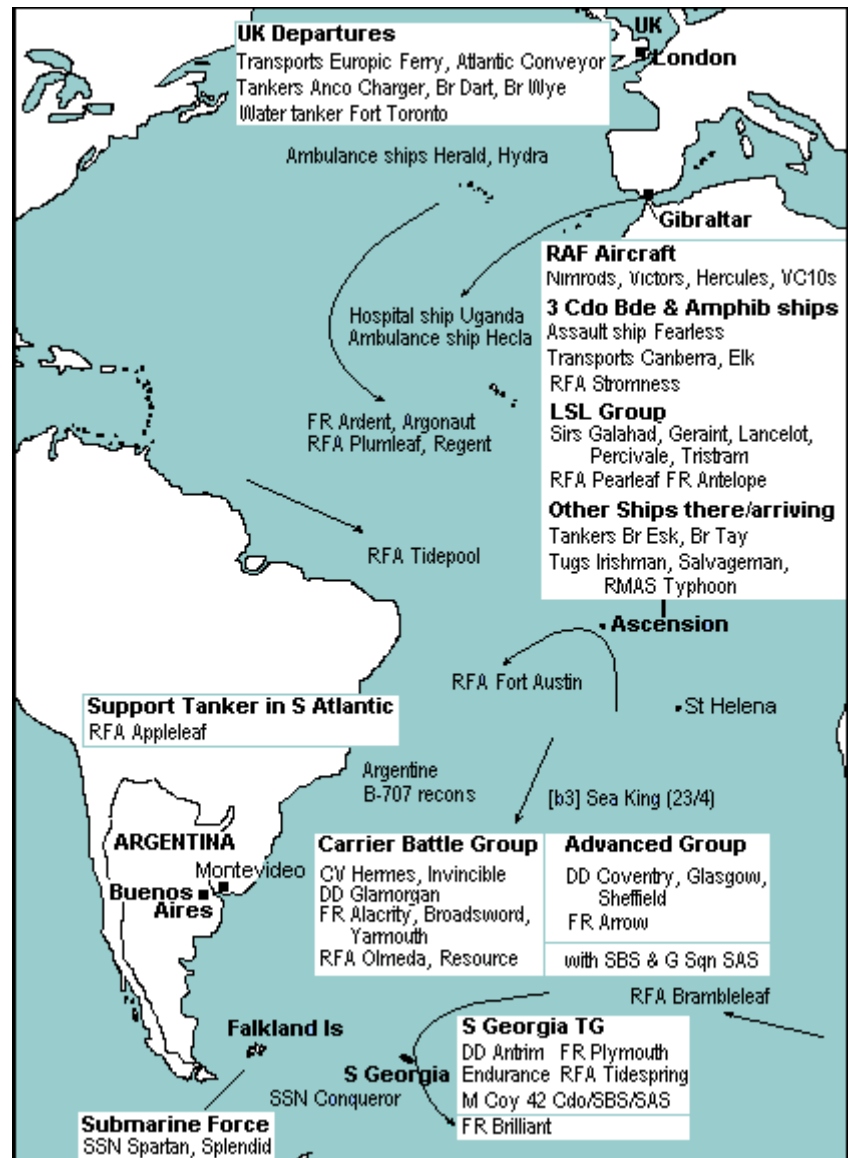 UK Departures
Transports Europic Ferry, Atlantic Conveyor
Tankers Anco Charger, Br Dart, Br Wye
Water tanker Fort Toronto
UK
London
Ambulance ships Herald, Hydra
Gibraltar
RAF Aircraft
Nimrods, Victors, Hercules, VC10s
3 Cdo Bde & Amphib ships
Assault ship Fearless
Transports Canberra, Elk
RFA Stromness
LSL Group
Sirs Galahad, Geraint, Lancelot,
Percivale, Tristram
RFA Pearleaf FR Antelope
Other Ships there/arriving
Tankers Br Esk, Br Tay
Tugs Irishman, Salvageman,
RMAS Typhoon
Hospital ship Uganda
Ambulance ship Hecla
FR Ardent, Argonaut
RFA Plumleaf, Regent
RFA Tidepool
Ascension
RFA Fort Austin
St Helena
Support Tanker in S Atlantic
RFA Appleleaf
Argentine
B-707 recons
[b3] Sea King (23/4)
ARGENTINA
Montevideo
Buenos
Aires
Carrier Battle Group
CV Hermes, Invincible
DD Glamorgan
FR Alacrity, Broadsword,
Yarmouth
RFA Olmeda, Resource
Advanced Group
DD Coventry, Glasgow,
Sheffield
FR Arrow
with SBS & G Sqn SAS
RFA Brambleleaf
Falkland Is
S Georgia
SSN Conqueror
S Georgia TG
DD Antrim FR Plymouth
Endurance RFA Tidespring
M Coy 42 Cdo/SBS/SAS
FR Brilliant
Submarine Force
SSN Spartan, Splendid